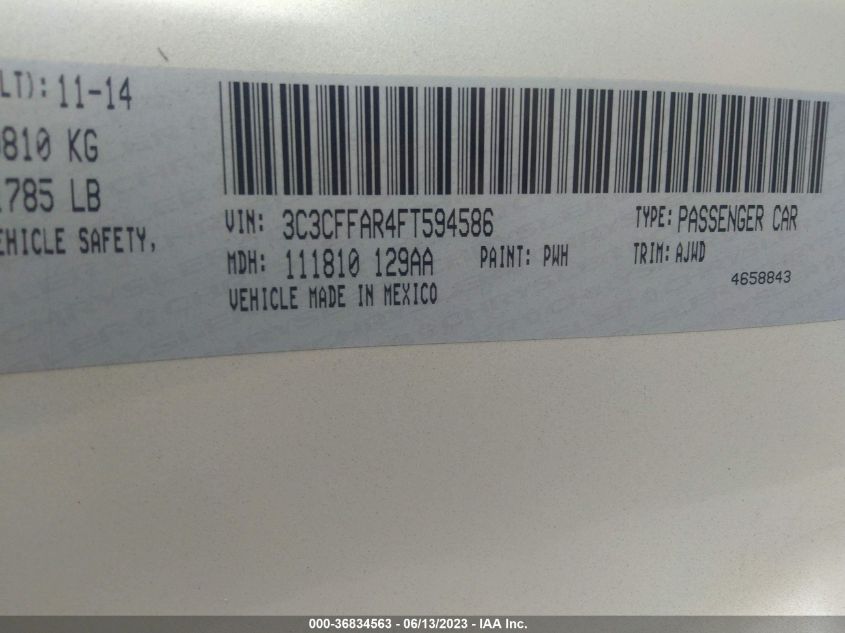 LT): 11-14
810 KG
785 LB
EHICLE SAFETY,
VIN: 3C3CFFAR4FT594586 TYPE: PASSENGER CAR
MDH: 111810 129AA PAINT: PWH TRIM: AJWD
VEHICLE MADE IN MEXICO 4658843
000-36834563 - 06/13/2023 - IAA Inc.